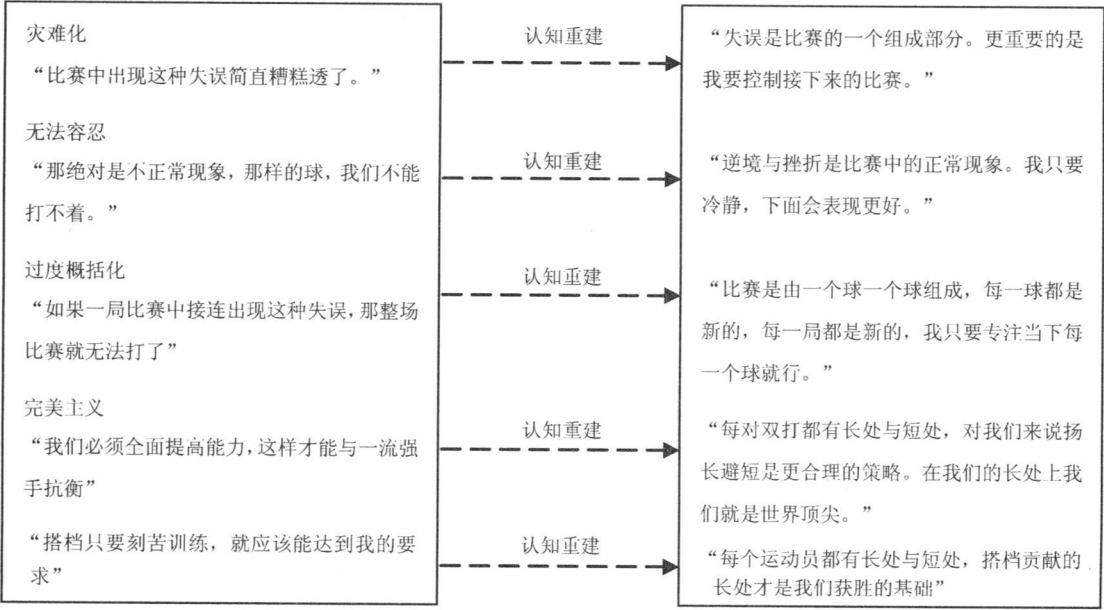 灾难化
“比赛中出现这种失误简直糟糕透了。”
无法容忍
“那绝对是不正常现象，那样的球，我们不能
打不着。”
过度概括化
“如果一局比赛中接连出现这种失误，那整场
比赛就无法打了”
完美主义
“我们必须全面提高能力，这样才能与一流强
手抗衡”
“搭档只要刻苦训练，就应该能达到我的要
求”
认知重建
认知重建
认知重建
认知重建
认知重建
“失误是比赛的一个组成部分。更重要的是
我要控制接下来的比赛。”
“逆境与挫折是比赛中的正常现象。我只要
冷静，下面会表现更好。”
“比赛是由一个球一个球组成，每一球都是
新的，每一局都是新的，我只要专注当下每
一个球就行。”
“每对双打都有长处与短处，对我们来说扬
长避短是更合理的策略。在我们的长处上我
们就是世界顶尖。”
“每个运动员都有长处与短处，搭档贡献的
长处才是我们获胜的基础”